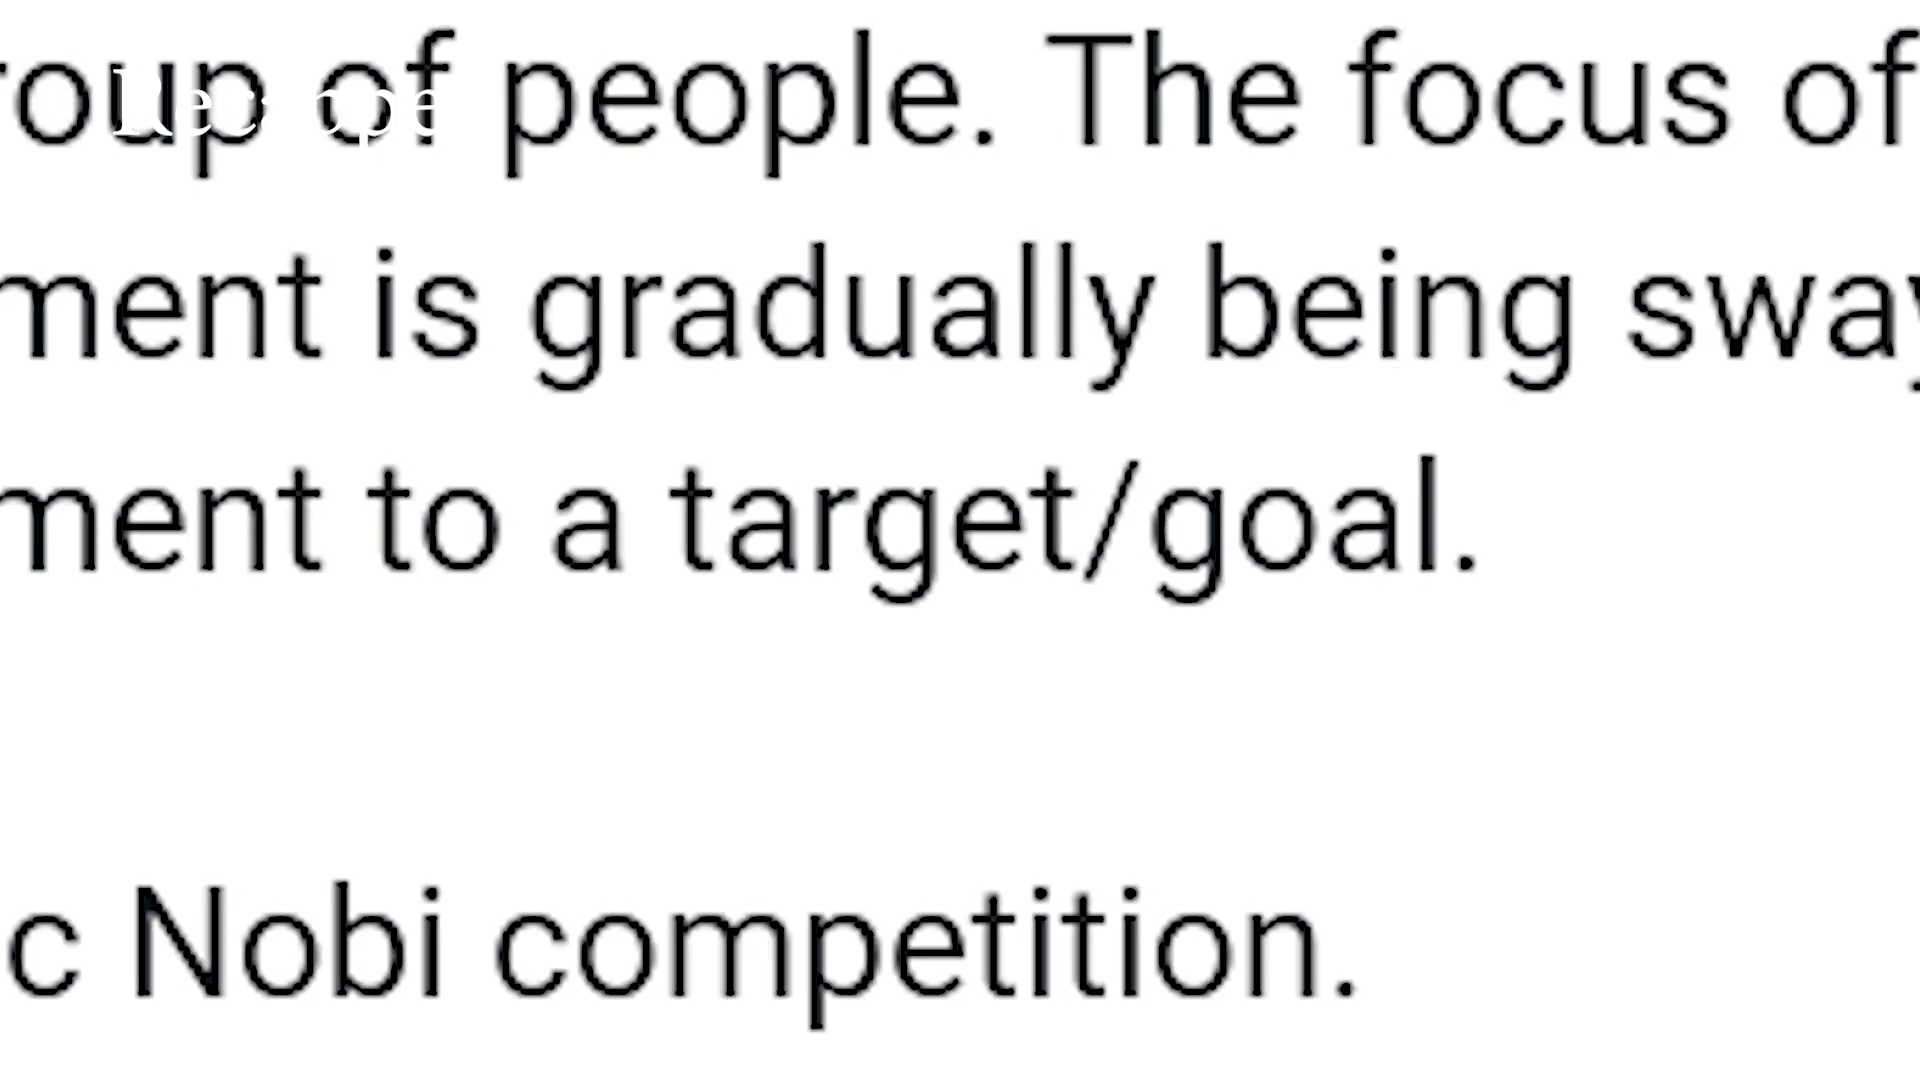 roup of people. The focus of
ment is gradually being sway
ment to a target/goal.
c Nobi competition.